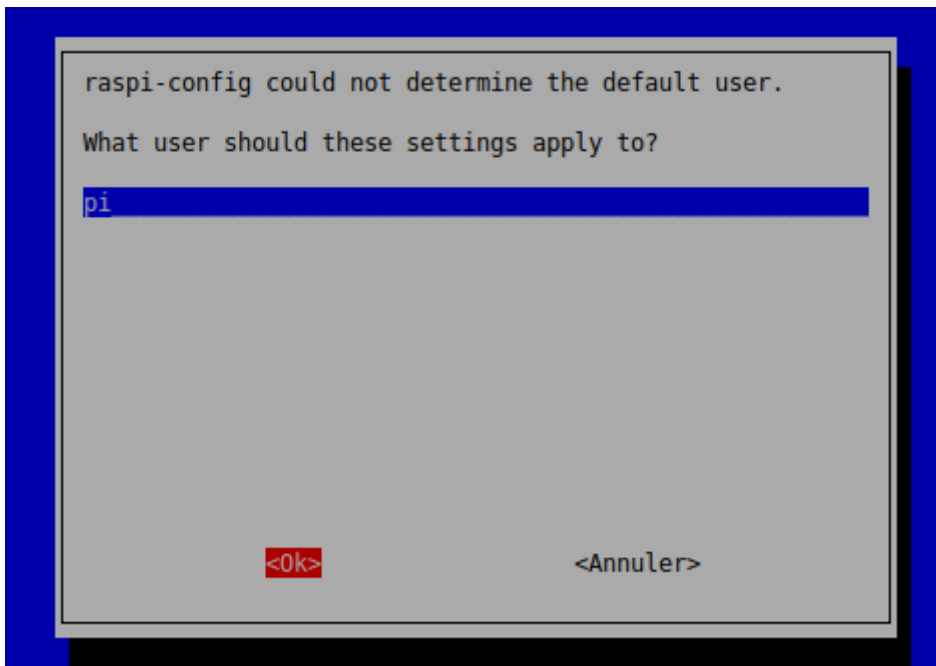 raspi-config could not determine the default user.
What user should these settings apply to?
pi
<Ok> <Annuler>